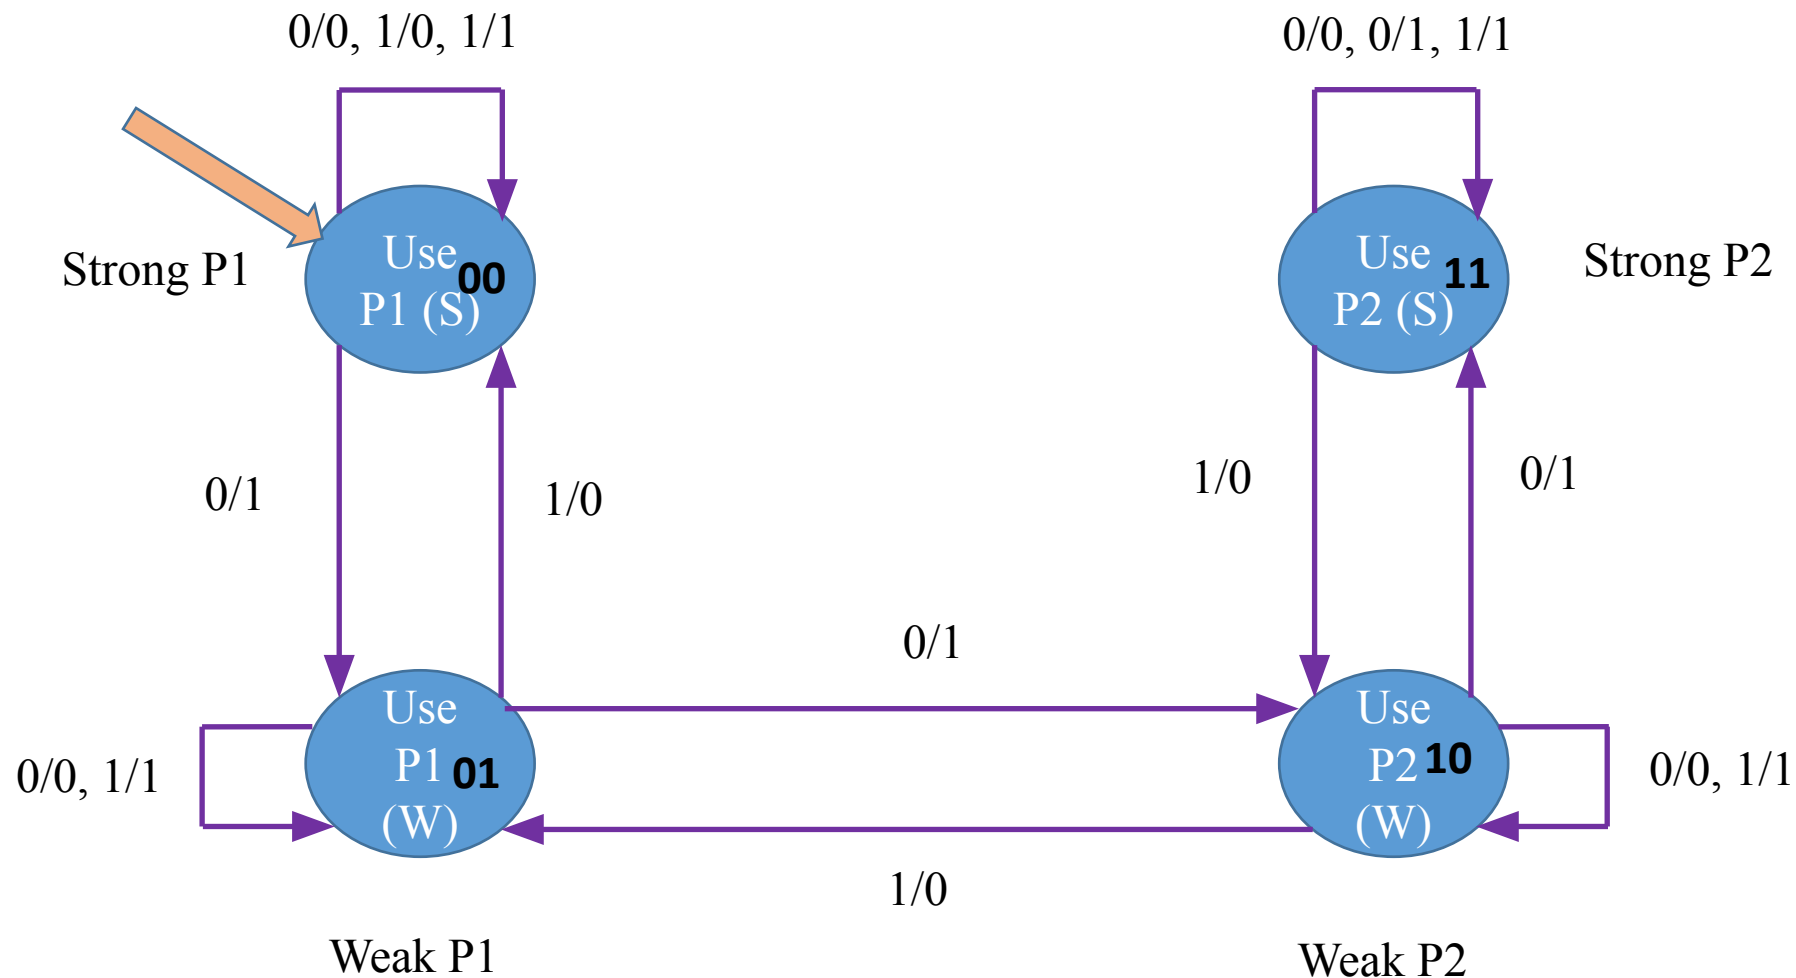 0/0, 1/0, 1/1
0/0, 0/1, 1/1
Strong P1
Use
P1 (S)
00
Use
P2 (S)
11
Strong P2
0/1
1/0
1/0
0/1
0/1
0/0, 1/1
Use
P1
(W)
01
Use
P2
(W)
10
0/0, 1/1
1/0
Weak P1
Weak P2